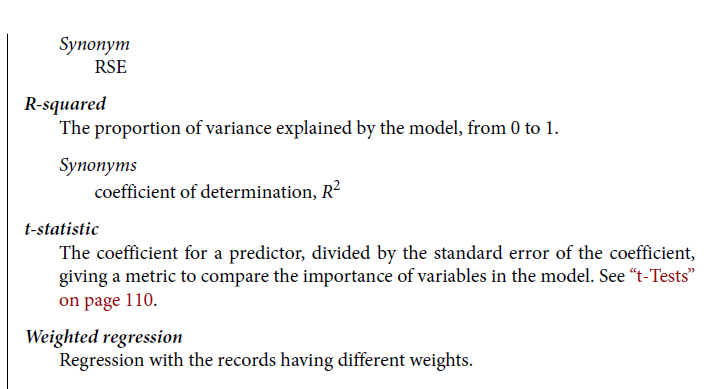 Synonym
RSE
R-squared
The proportion of variance explained by the model, from 0 to 1.
Synonyms
coefficient of determination, R²
t-statistic
The coefficient for a predictor, divided by the standard error of the coefficient,
giving a metric to compare the importance of variables in the model. See “t-Tests”
on page 110.
Weighted regression
Regression with the records having different weights.